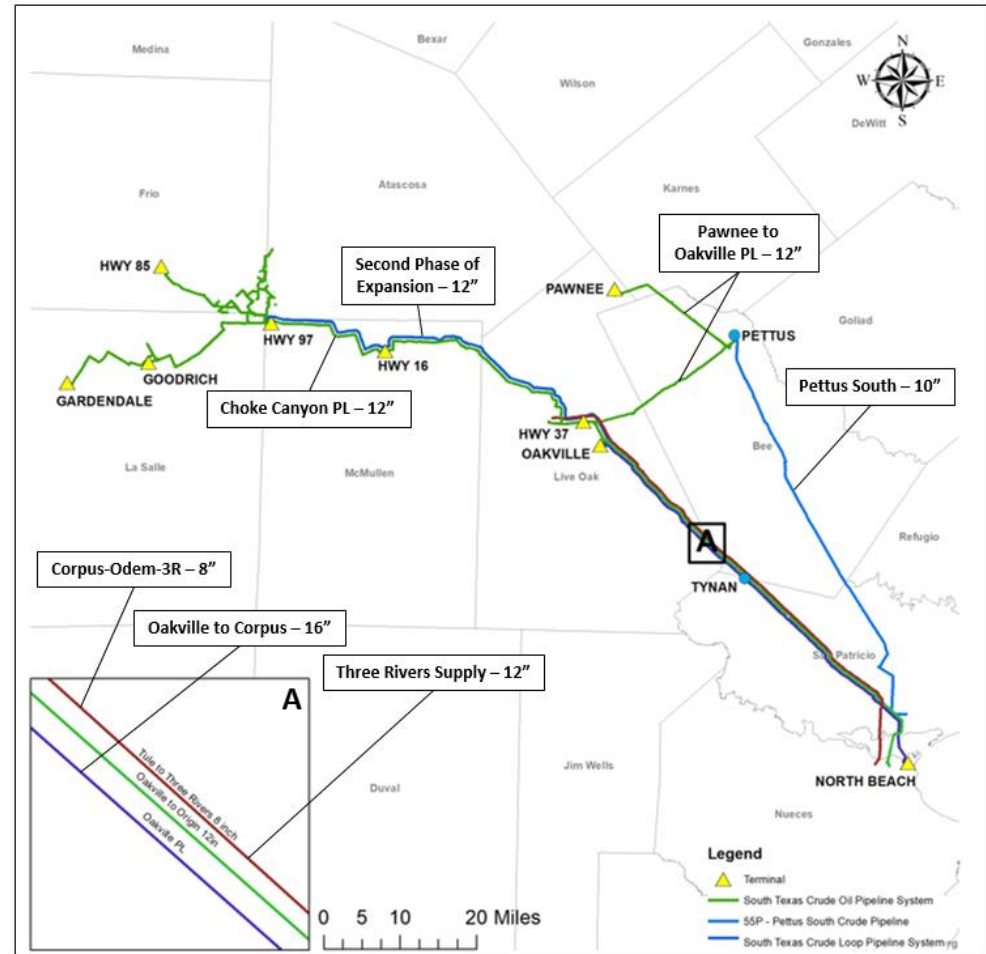 Bexar
Medina
Gonzales
N
W
E
S
Wilson
DeWitt
Atascosa
Karnes
Frio
Pawnee to
Oakville PL – 12”
HWY 85
Second Phase of
Expansion – 12”
PAWNEE
Goliad
PETTUS
HWY 97
HWY 16
GOODRICH
GARDENDALE
Pettus South – 10”
Choke Canyon PL – 12”
HWY 37
OAKVILLE
Bee
La Salle
McMullen
Live Oak
Refugio
A
Corpus-Odem-3R – 8”
TYNAN
Oakville to Corpus – 16”
San Patricio
Three Rivers Supply – 12”
A
Tule to Three Rivers 8 inch
Oakville to Origin 12in
Oakville PL
Duval
Jim Wells
NORTH BEACH
Nueces
Legend
Terminal
South Texas Crude Oil Pipeline System
55P - Pettus South Crude Pipeline
South Texas Crude Loop Pipeline System
0 5 10 20 Miles